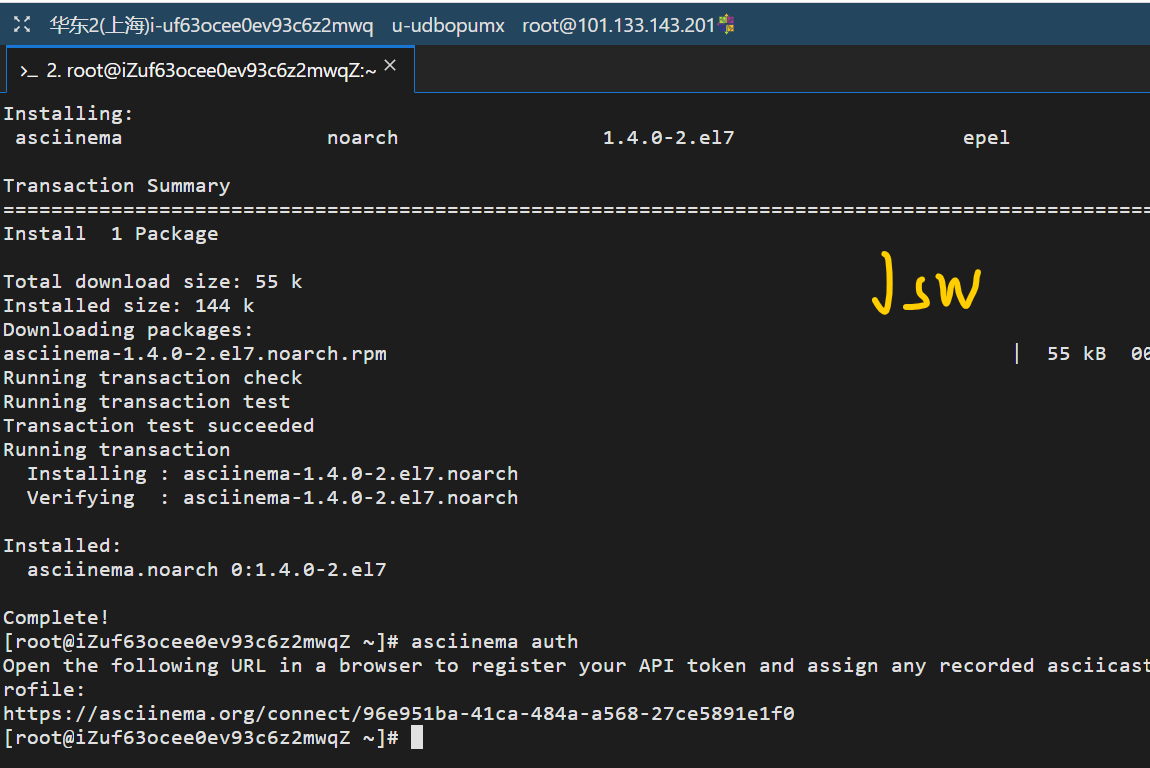 华东2(上海)i-uf63ocee0ev93c6z2mwq u-udbopumx root@101.133.143.201
>_ 2. root@iZuf63ocee0ev93c6z2mwqZ:~ ×
Installing:
asciinema noarch 1.4.0-2.el7 epel
Transaction Summary
================================================================================================
Install 1 Package
Jsw
Total download size: 55 k
Installed size: 144 k
Downloading packages:
asciinema-1.4.0-2.el7.noarch.rpm | 55 kB 00
Running transaction check
Running transaction test
Transaction test succeeded
Running transaction
Installing : asciinema-1.4.0-2.el7.noarch
Verifying : asciinema-1.4.0-2.el7.noarch
Installed:
asciinema.noarch 0:1.4.0-2.el7
Complete!
[root@iZuf63ocee0ev93c6z2mwqZ ~]# asciinema auth
Open the following URL in a browser to register your API token and assign any recorded asciicast
rofile:
https://asciinema.org/connect/96e951ba-41ca-484a-a568-27ce5891e1f0
[root@iZuf63ocee0ev93c6z2mwqZ ~]#